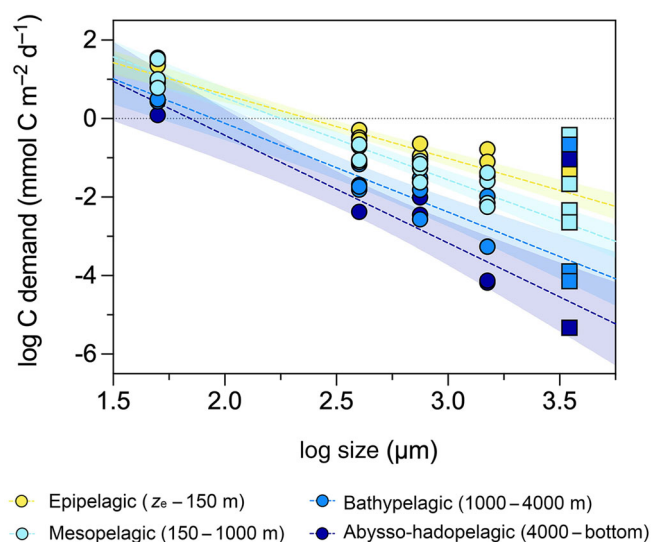 log C demand (mmol C m⁻² d⁻¹)
2
0
-2
-4
-6
1.5 2.0 2.5 3.0 3.5
log size (μm)
Epipelagic (zₑ – 150 m) Bathypelagic (1000 – 4000 m)
Mesopelagic (150 – 1000 m) Abysso-hadopelagic (4000 – bottom)